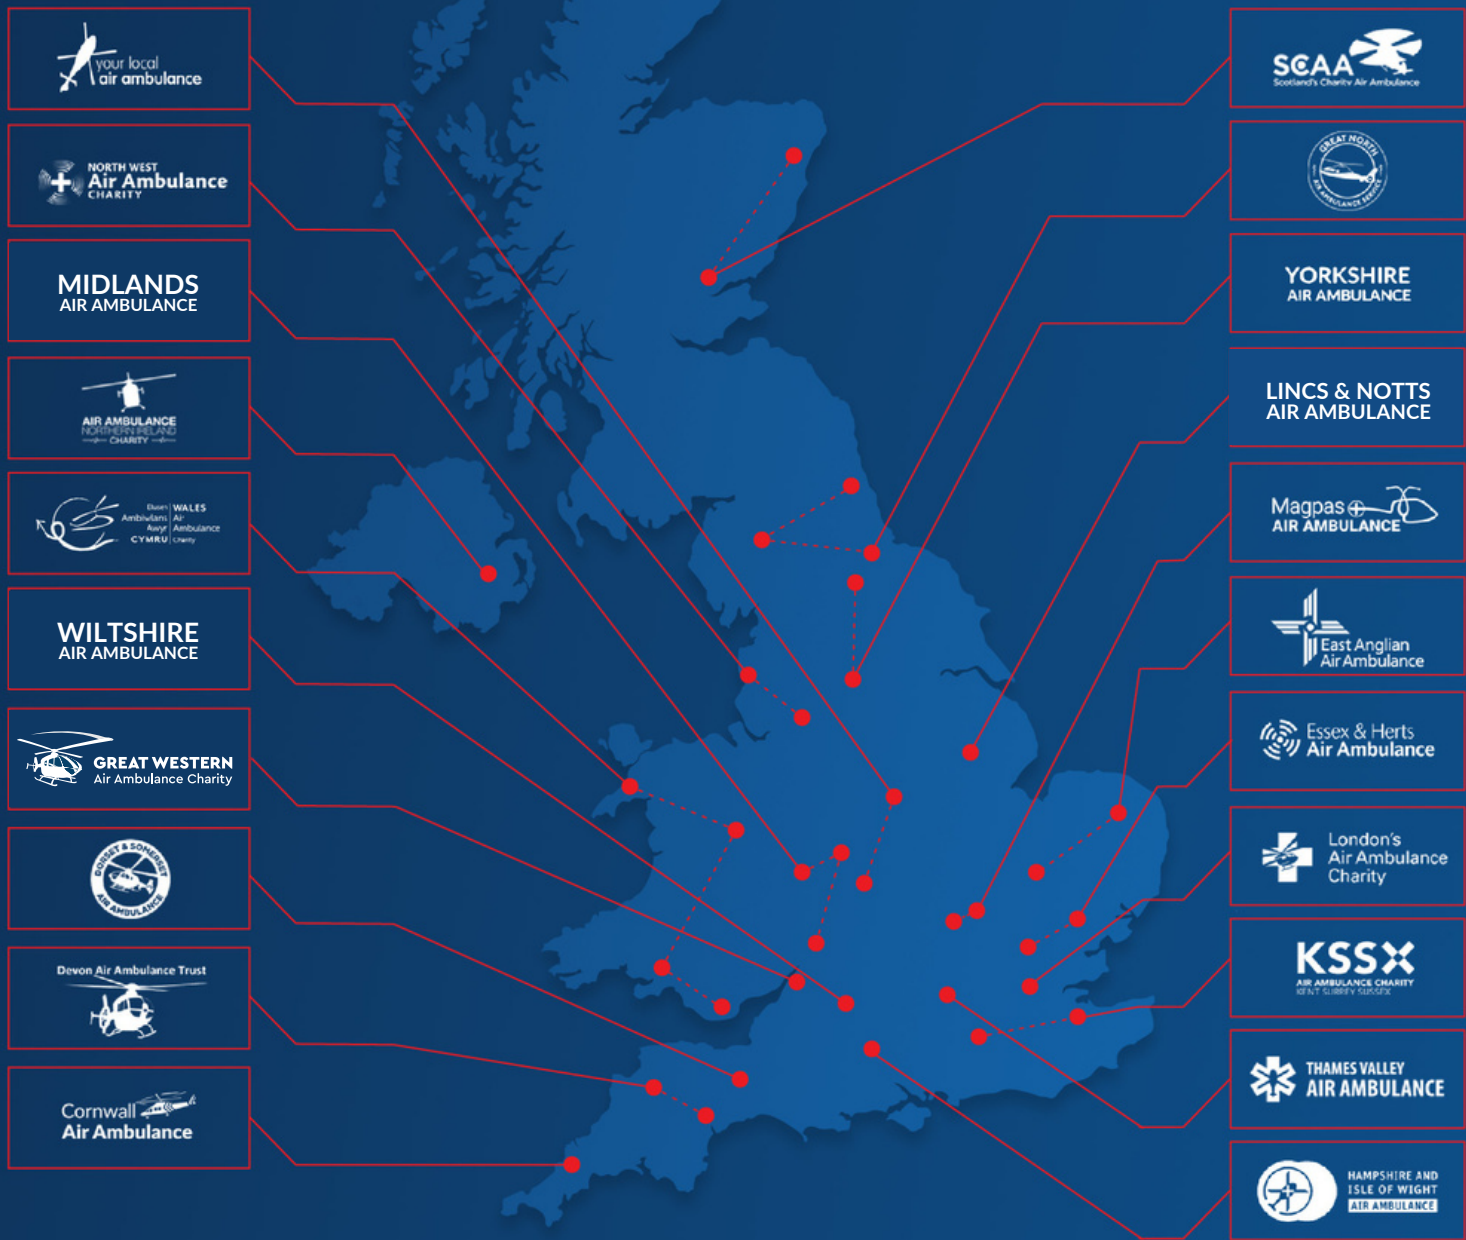 your local
air ambulance
NORTH WEST
Air Ambulance
CHARITY
MIDLANDS
AIR AMBULANCE
AIR AMBULANCE
NORTHERN IRELAND
CHARITY
WALES
Ambiwlans Air
Awyr Ambulance
CYMRU Charity
WILTSHIRE
AIR AMBULANCE
GREAT WESTERN
Air Ambulance Charity
DORSET & SOMERSET
AIR AMBULANCE
Devon Air Ambulance Trust
Cornwall
Air Ambulance
SCAA
Scotland's Charity Air Ambulance
GREAT NORTH
AIR AMBULANCE SERVICE
YORKSHIRE
AIR AMBULANCE
LINCS & NOTTS
AIR AMBULANCE
Magpas
AIR AMBULANCE
East Anglian
Air Ambulance
Essex & Herts
Air Ambulance
London's
Air Ambulance
Charity
KSSX
AIR AMBULANCE CHARITY
KENT SURREY SUSSEX
THAMES VALLEY
AIR AMBULANCE
HAMPSHIRE AND
ISLE OF WIGHT
AIR AMBULANCE